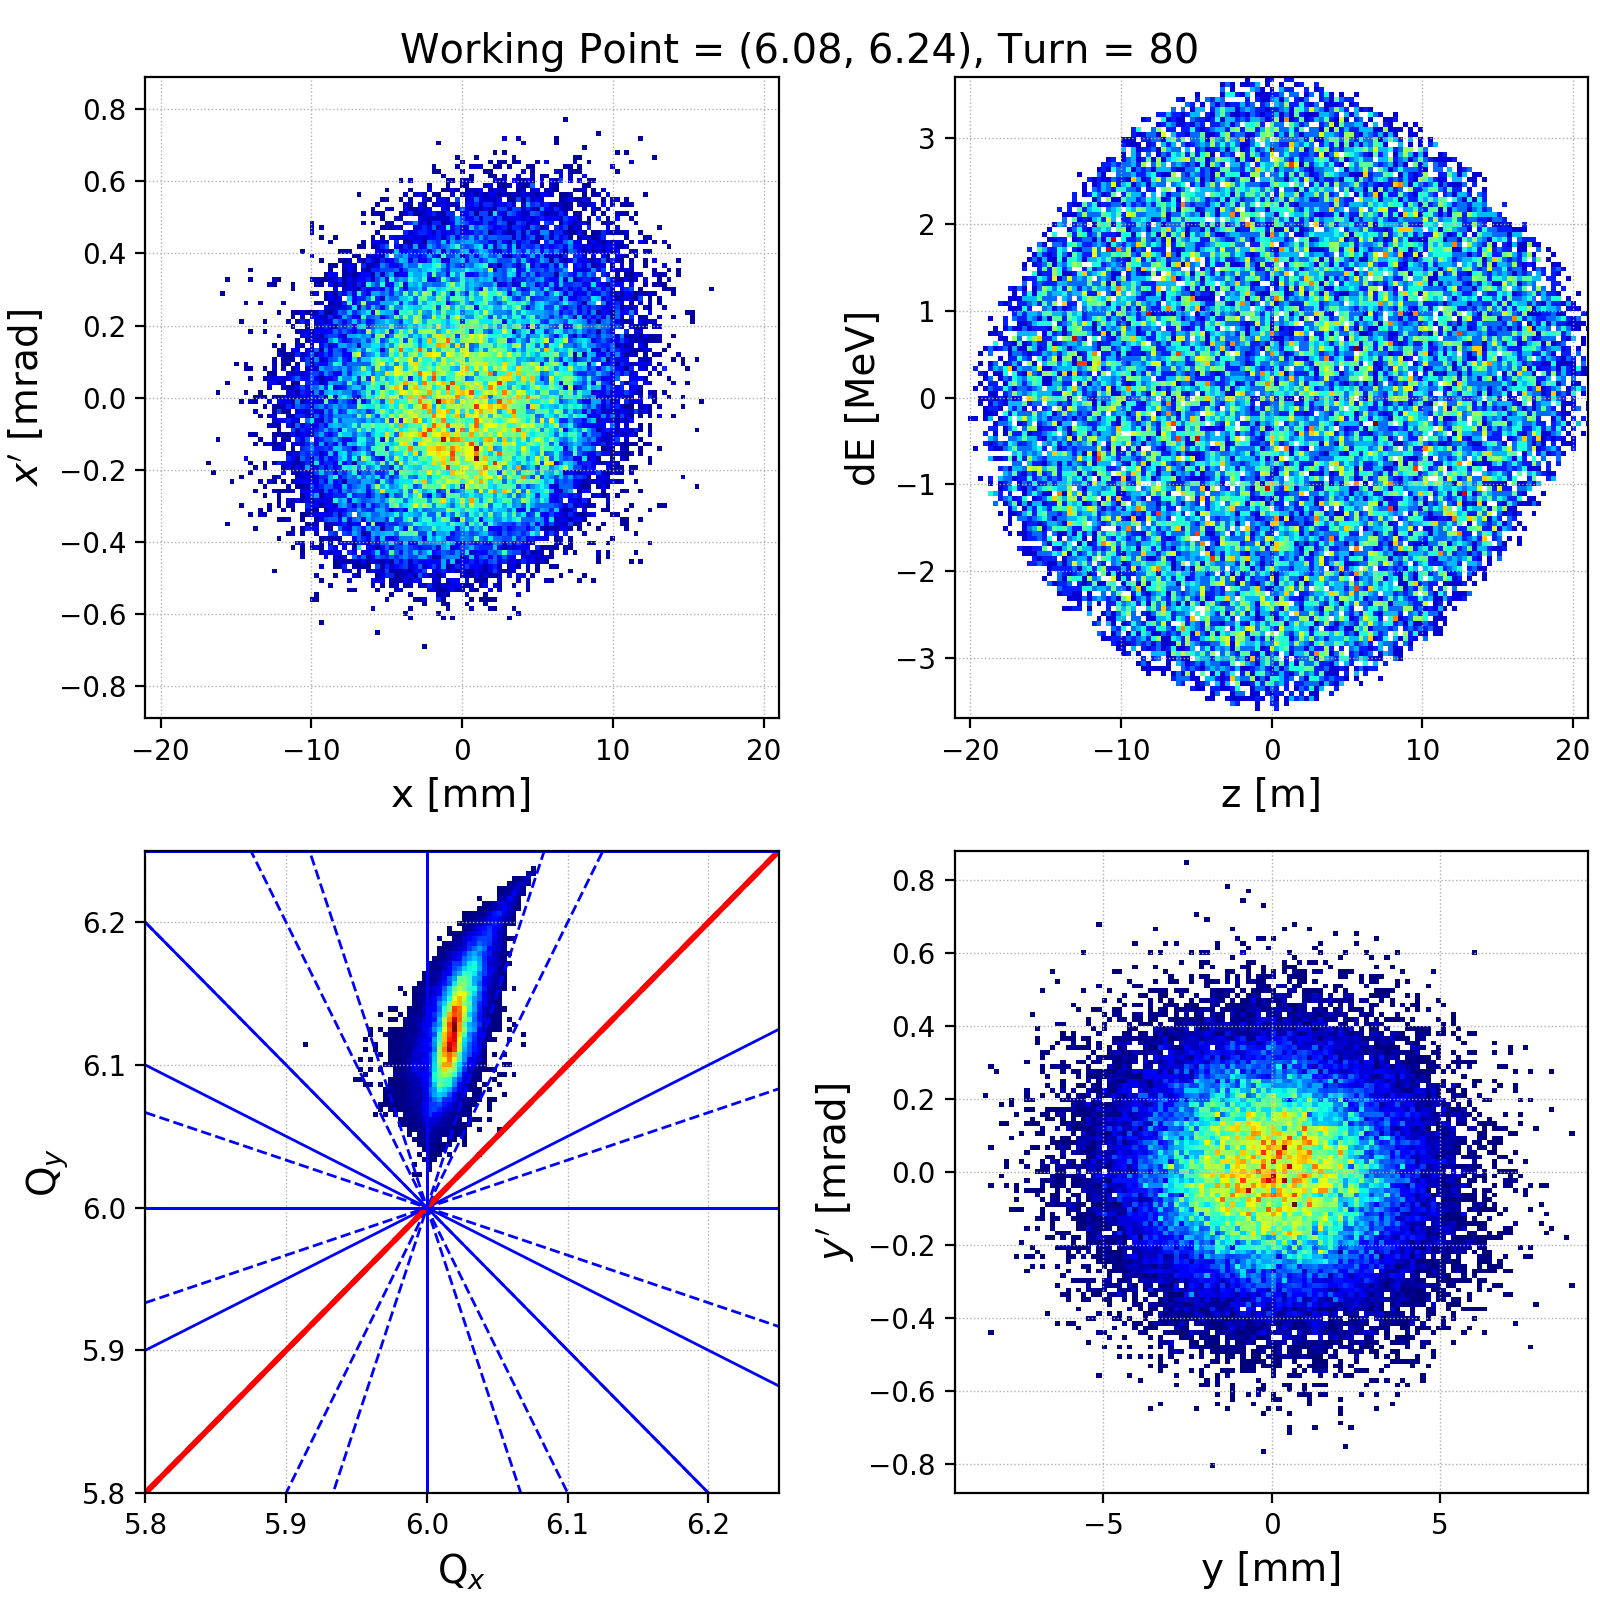 Working Point = (6.08, 6.24), Turn = 80
0.8
0.6
0.4
0.2
0.0
−0.2
−0.4
−0.6
−0.8
x′ [mrad]
−20 −10 0 10 20
x [mm]
3
2
1
0
−1
−2
−3
dE [MeV]
−20 −10 0 10 20
z [m]
6.2
6.1
6.0
5.9
5.8
Q_y
5.8 5.9 6.0 6.1 6.2
Q_x
0.8
0.6
0.4
0.2
0.0
−0.2
−0.4
−0.6
−0.8
y′ [mrad]
−5 0 5
y [mm]